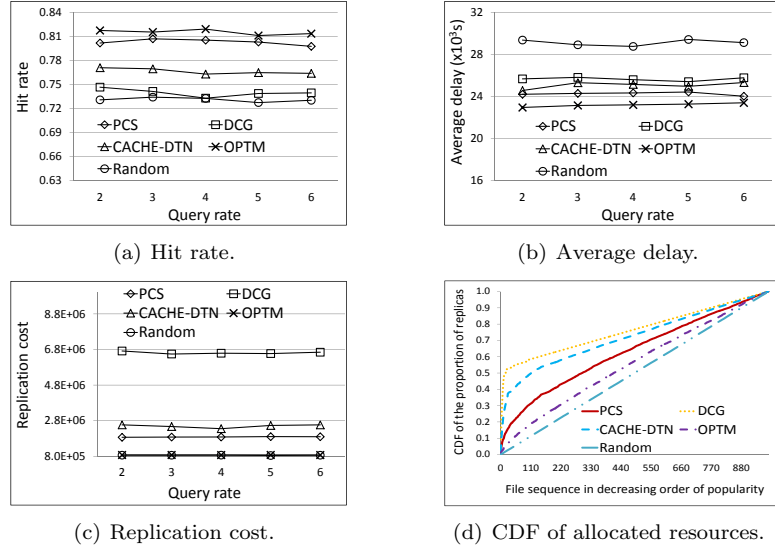 0.84
0.81
0.78
0.75
0.72
0.69
0.66
0.63
Hit rate
PCS DCG
CACHE-DTN OPTM
Random
2 3 4 5 6
Query rate
(a) Hit rate.
32
28
24
20
16
Average delay (x10³s)
PCS DCG
CACHE-DTN OPTM
Random
2 3 4 5 6
Query rate
(b) Average delay.
PCS DCG
CACHE-DTN OPTM
Random
8.8E+06
6.8E+06
4.8E+06
2.8E+06
8.0E+05
Replication cost
2 3 4 5 6
Query rate
(c) Replication cost.
1.0
0.9
0.8
0.6
0.5
0.4
0.3
0.1
0.0
CDF of the proportion of replicas
PCS DCG
CACHE-DTN OPTM
Random
0 110 220 330 440 550 660 770 880
File sequence in decreasing order of popularity
(d) CDF of allocated resources.